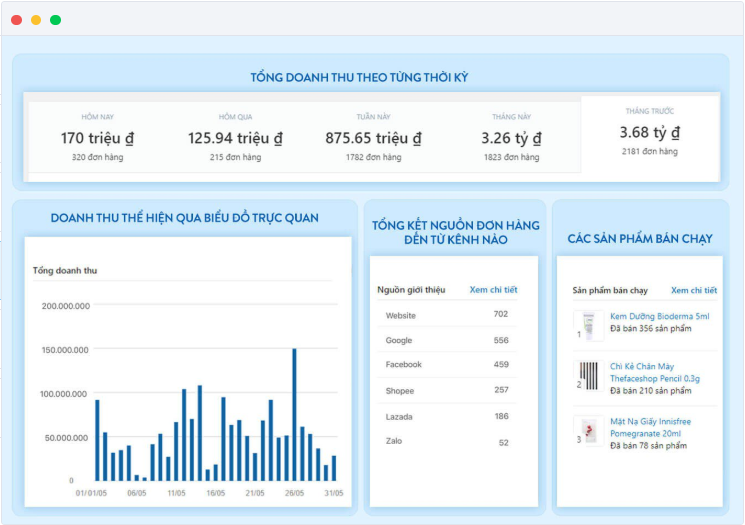 TỔNG DOANH THU THEO TỪNG THỜI KỲ
HÔM NAY
170 triệu đ
320 đơn hàng
HÔM QUA
125.94 triệu đ
215 đơn hàng
TUẦN NÀY
875.65 triệu đ
1782 đơn hàng
THÁNG NÀY
3.26 tỷ đ
1823 đơn hàng
THÁNG TRƯỚC
3.68 tỷ đ
2181 đơn hàng
DOANH THU THỂ HIỆN QUA BIỂU ĐỒ TRỰC QUAN
Tổng doanh thu
200.000.000
150.000.000
100.000.000
50.000.000
0
01/01/05 06/05 11/05 16/05 21/05 26/05 31/05
TỔNG KẾT NGUỒN ĐƠN HÀNG
ĐẾN TỪ KÊNH NÀO
Nguồn giới thiệu Xem chi tiết
Website 702
Google 556
Facebook 459
Shopee 257
Lazada 186
Zalo 52
CÁC SẢN PHẨM BÁN CHẠY
Sản phẩm bán chạy Xem chi tiết
1
Kem Dưỡng Bioderma 5ml
Đã bán 356 sản phẩm
2
Chì Kẻ Chân Mày
Thefaceshop Pencil 0,3g
Đã bán 210 sản phẩm
3
Mặt Nạ Giấy Innisfree
Pomegranate 20ml
Đã bán 78 sản phẩm